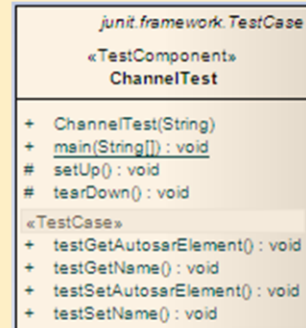 junit.framework.TestCase
«TestComponent»
ChannelTest
+ ChannelTest(String)
+ main(String[]) : void
# setUp() : void
# tearDown() : void
«TestCase»
+ testGetAutosarElement() : void
+ testGetName() : void
+ testSetAutosarElement() : void
+ testSetName() : void